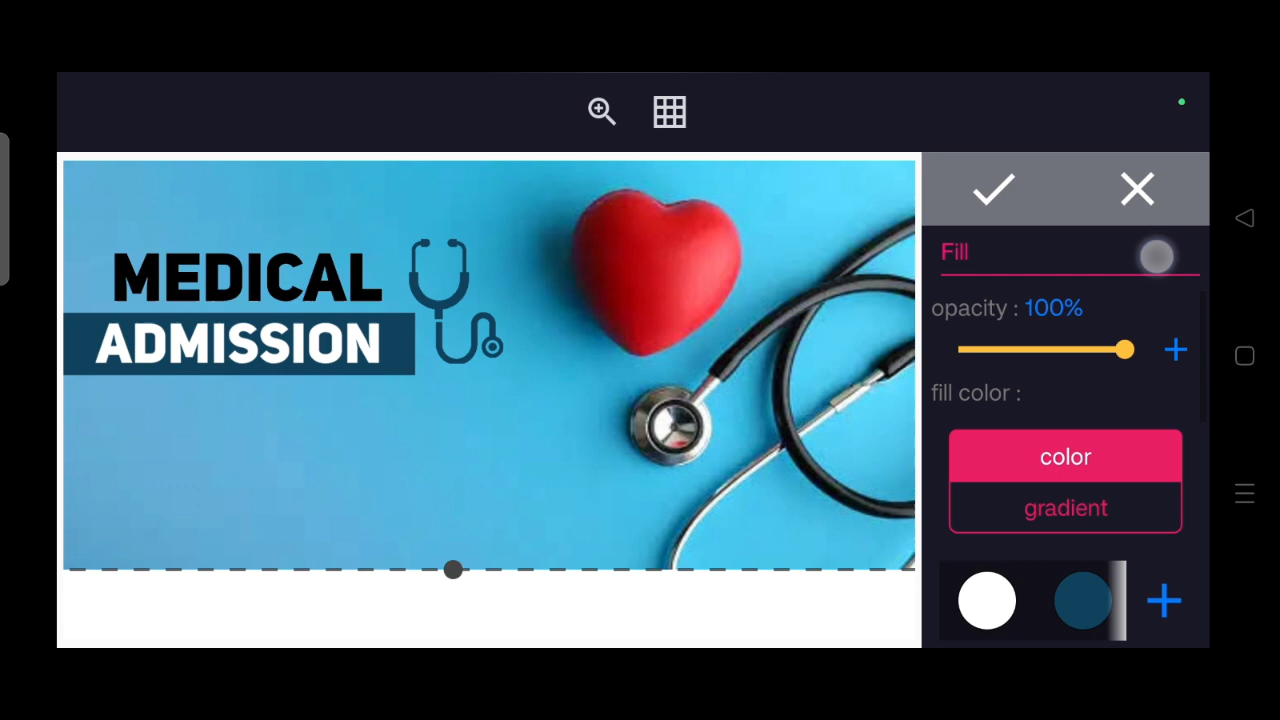 MEDICAL
ADMISSION
Fill
opacity : 100%
fill color :
color
gradient